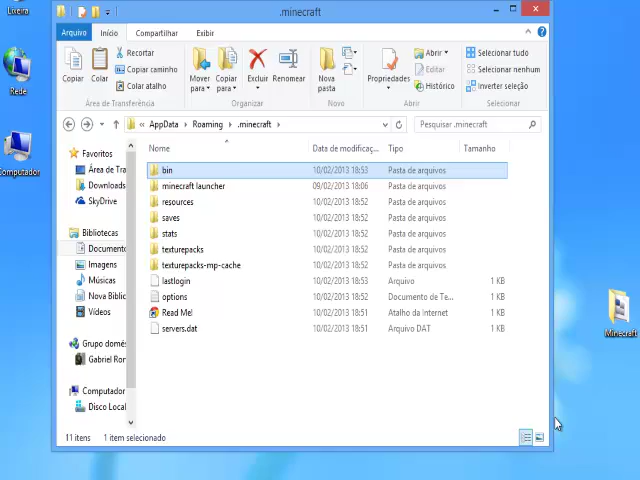 Lixeira
Rede
Computador
Minecraft
.minecraft
Arquivo Início Compartilhar Exibir
Copiar
Colar
Recortar
Copiar caminho
Colar atalho
Área de Transferência
Mover para
Copiar para
Excluir
Renomear
Organizar
Nova pasta
Novo
Propriedades
Abrir
Editar
Histórico
Abrir
Selecionar tudo
Selecionar nenhum
Inverter seleção
Selecionar
« AppData Roaming .minecraft
Pesquisar .minecraft
Favoritos
Área de Tra
Downloads
SkyDrive
Bibliotecas
Documento
Imagens
Músicas
Nova Biblic
Vídeos
Grupo domés
Gabriel Ror
Computador
Disco Local
Nome Data de modificaç... Tipo Tamanho
bin 10/02/2013 18:53 Pasta de arquivos
minecraft launcher 09/02/2013 18:06 Pasta de arquivos
resources 10/02/2013 18:52 Pasta de arquivos
saves 10/02/2013 18:52 Pasta de arquivos
stats 10/02/2013 18:52 Pasta de arquivos
texturepacks 10/02/2013 18:52 Pasta de arquivos
texturepacks-mp-cache 10/02/2013 18:52 Pasta de arquivos
lastlogin 10/02/2013 18:53 Arquivo 1 KB
options 10/02/2013 18:52 Documento de Te... 1 KB
Read Me! 10/02/2013 18:51 Atalho da Internet 1 KB
servers.dat 10/02/2013 18:51 Arquivo DAT 1 KB
11 itens 1 item selecionado